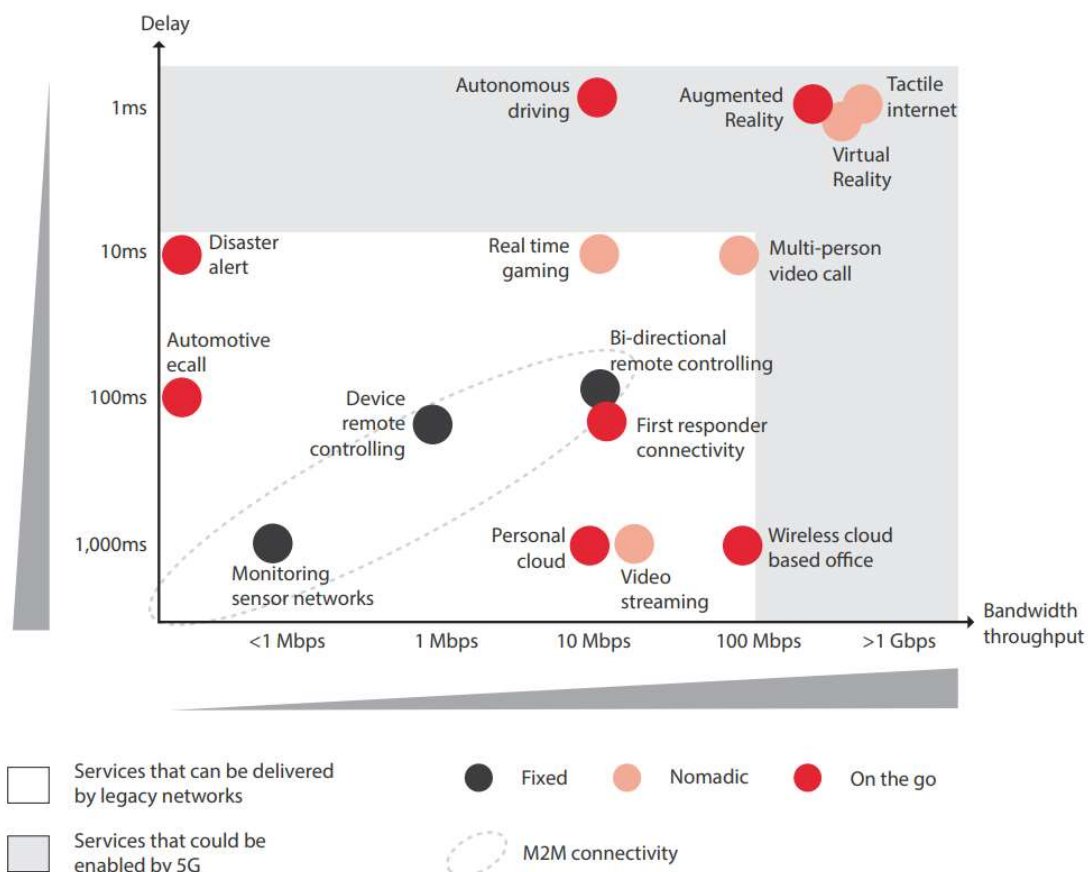 Delay
1ms
Autonomous
driving
Augmented
Reality
Tactile
internet
Virtual
Reality
10ms
Disaster
alert
Real time
gaming
Multi-person
video call
Automotive
ecall
Bi-directional
remote controlling
100ms
Device
remote
controlling
First responder
connectivity
1,000ms
Monitoring
sensor networks
Personal
cloud
Video
streaming
Wireless cloud
based office
Bandwidth
throughput
<1 Mbps
1 Mbps
10 Mbps
100 Mbps
>1 Gbps
Services that can be delivered
by legacy networks
Fixed
Nomadic
On the go
Services that could be
enabled by 5G
M2M connectivity